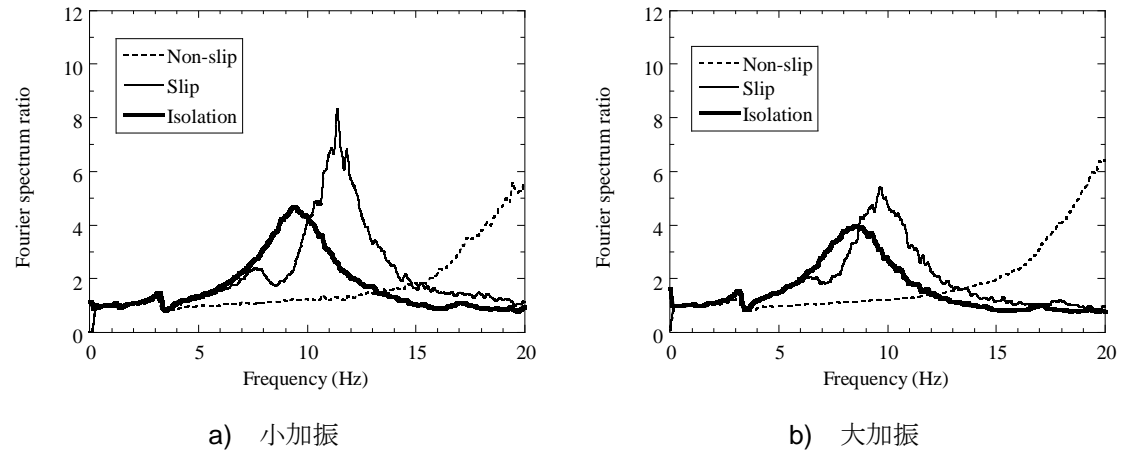 12
10
8
6
4
2
0
Fourier spectrum ratio
Non-slip
Slip
Isolation
0 5 10 15 20
Frequency (Hz)
a) 小加振
12
10
8
6
4
2
0
Fourier spectrum ratio
Non-slip
Slip
Isolation
0 5 10 15 20
Frequency (Hz)
b) 大加振